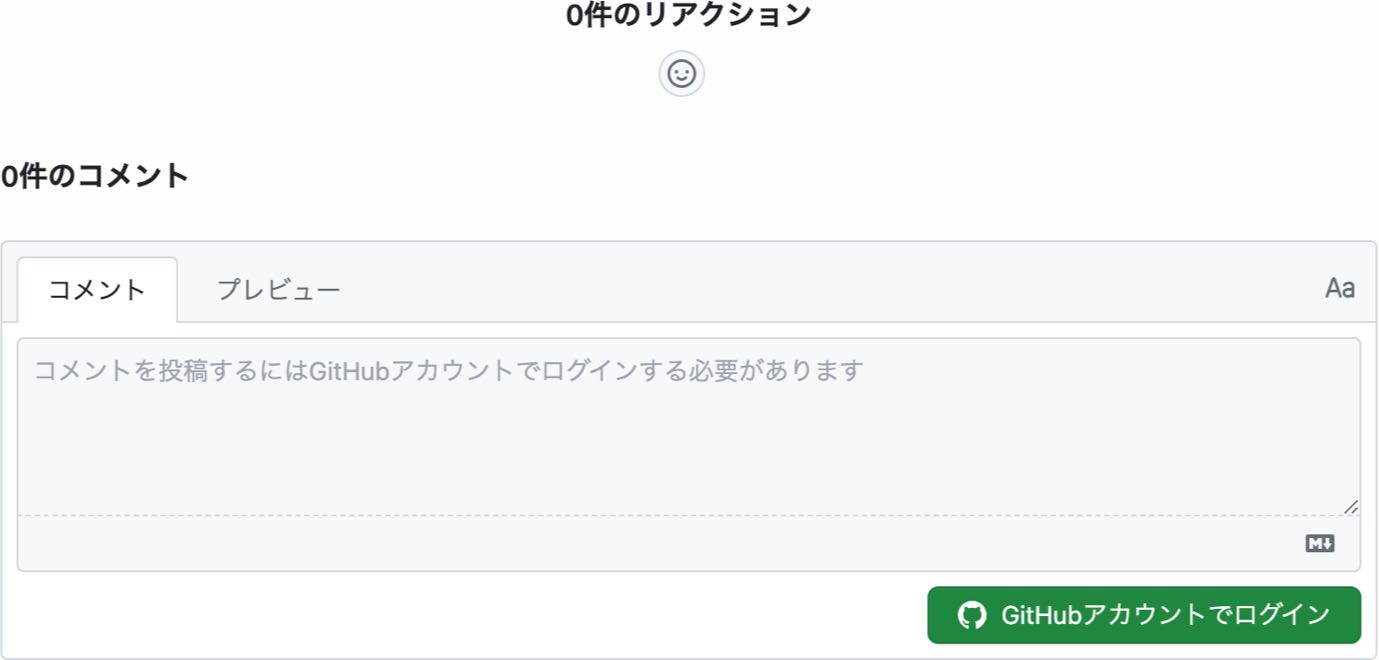 0件のリアクション
0件のコメント
コメント
プレビュー
Aa
コメントを投稿するにはGitHubアカウントでログインする必要があります
M↓
GitHubアカウントでログイン